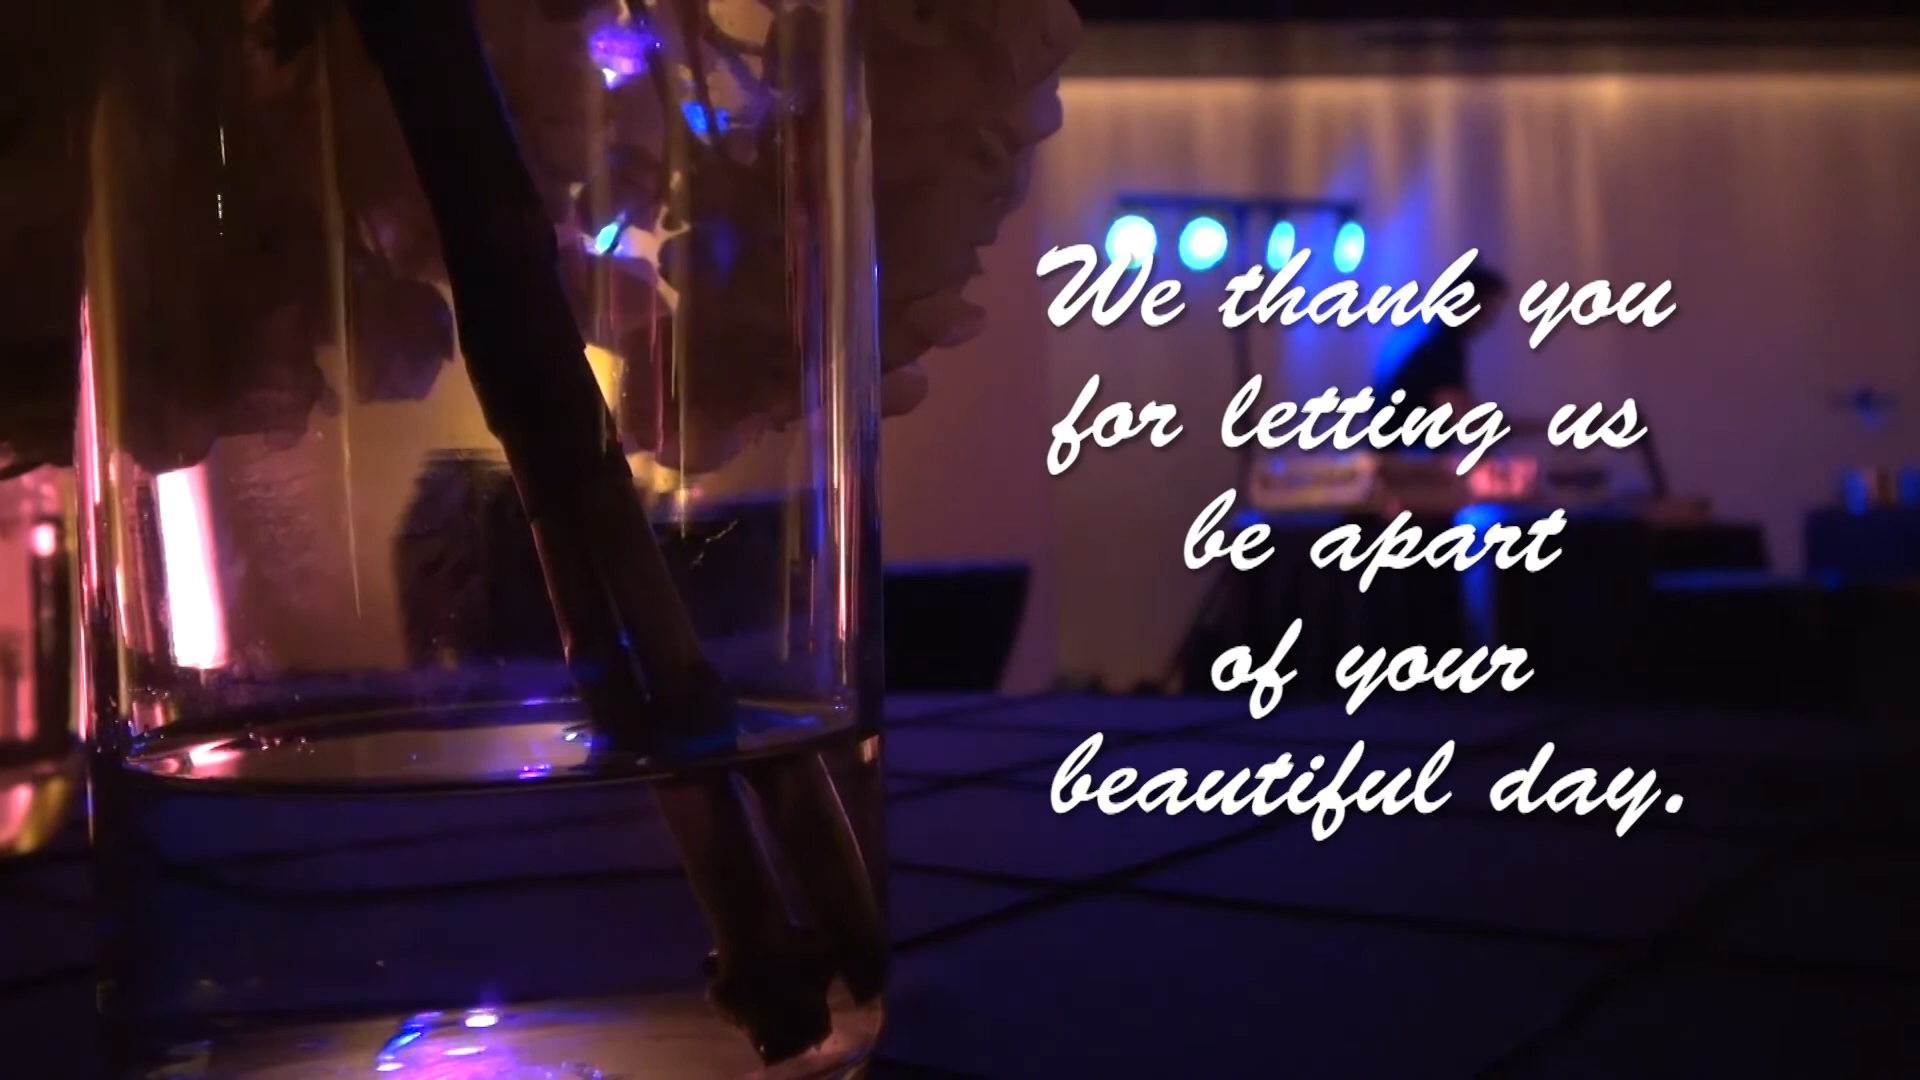 We thank you
for letting us
be apart
of your
beautiful day.